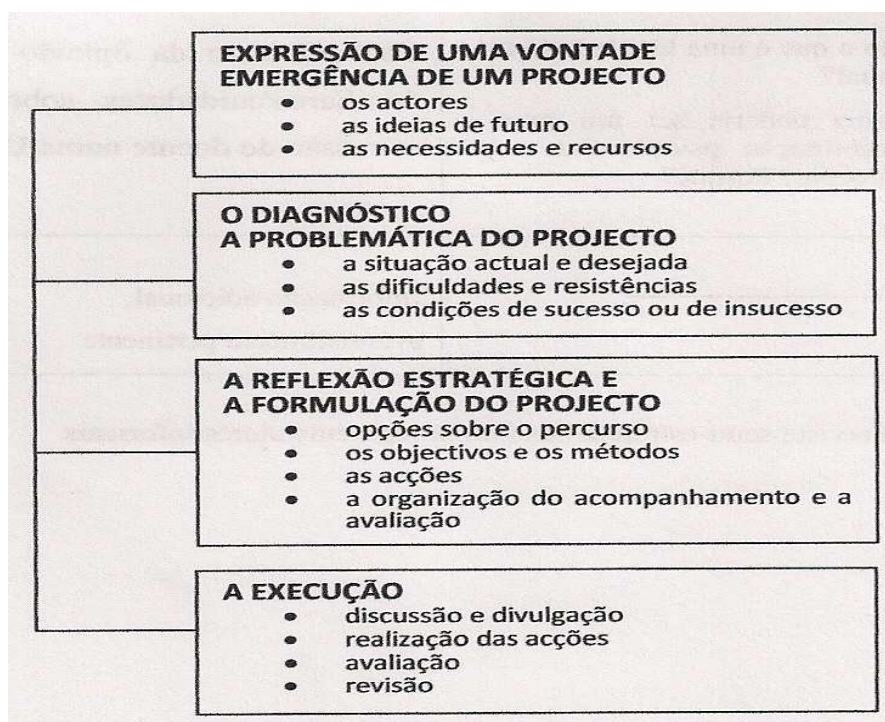 EXPRESSÃO DE UMA VONTADE
EMERGÊNCIA DE UM PROJECTO
• os actores
• as ideias de futuro
• as necessidades e recursos
O DIAGNÓSTICO
A PROBLEMÁTICA DO PROJECTO
• a situação actual e desejada
• as dificuldades e resistências
• as condições de sucesso ou de insucesso
A REFLEXÃO ESTRATÉGICA E
A FORMULAÇÃO DO PROJECTO
• opções sobre o percurso
• os objectivos e os métodos
• as acções
• a organização do acompanhamento e a
avaliação
A EXECUÇÃO
• discussão e divulgação
• realização das acções
• avaliação
• revisão